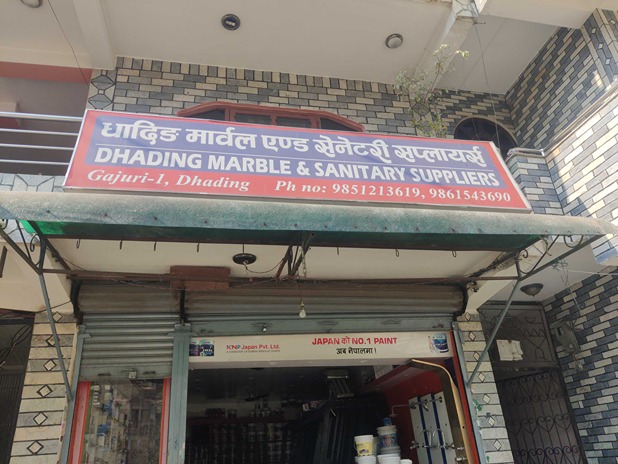 धादिङ मार्वल एण्ड सेनेटरी सप्लायर्स
DHADING MARBLE & SANITARY SUPPLIERS
Gajuri-1, Dhading Ph no: 9851213619, 9861543690
KNP Japan Pvt. Ltd.
JAPAN को NO.1 PAINT
अब नेपालमा !